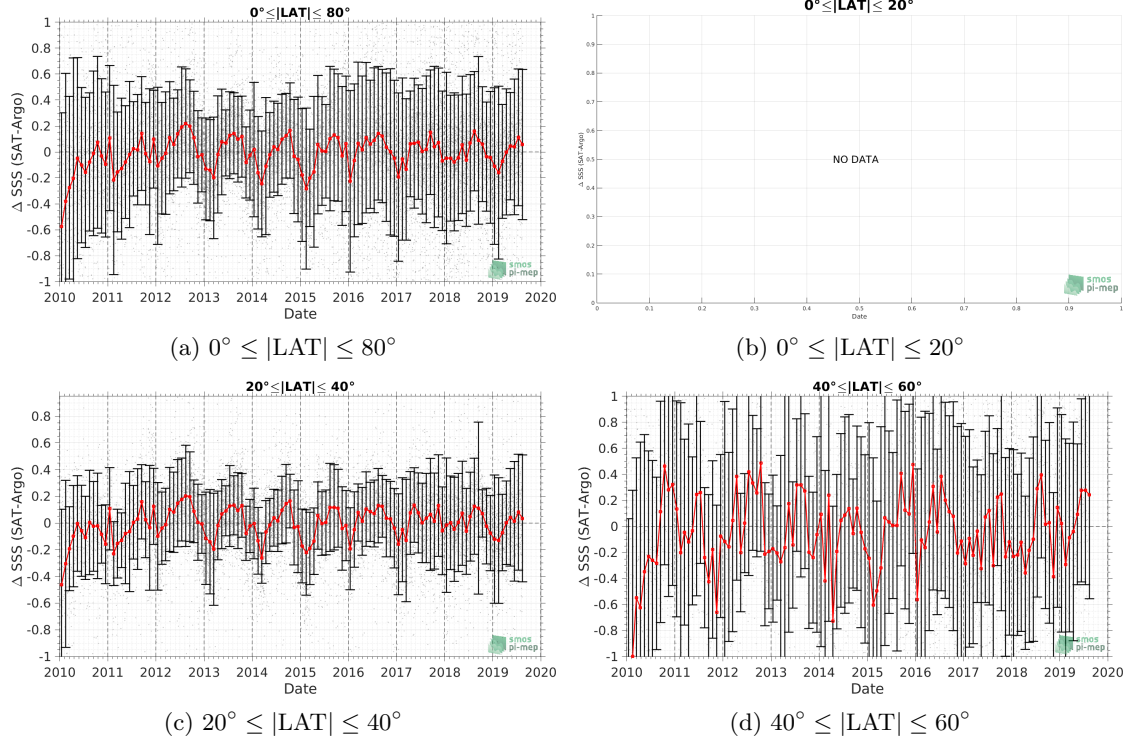 0°≤|LAT|≤ 80°
Δ SSS (SAT-Argo)
1
0.8
0.6
0.4
0.2
0
-0.2
-0.4
-0.6
-0.8
-1
2010 2011 2012 2013 2014 2015 2016 2017 2018 2019 2020
Date
smos
pi-mep
(a) 0° ≤ |LAT| ≤ 80°
0°≤|LAT|≤ 20°
Δ SSS (SAT-Argo)
1
0.9
0.8
0.7
0.6
0.5
0.4
0.3
0.2
0.1
0
NO DATA
0 0.1 0.2 0.3 0.4 0.5 0.6 0.7 0.8 0.9 1
Date
smos
pi-mep
(b) 0° ≤ |LAT| ≤ 20°
20°≤|LAT|≤ 40°
Δ SSS (SAT-Argo)
0.8
0.6
0.4
0.2
0
-0.2
-0.4
-0.6
-0.8
-1
2010 2011 2012 2013 2014 2015 2016 2017 2018 2019 2020
Date
smos
pi-mep
(c) 20° ≤ |LAT| ≤ 40°
40°≤|LAT|≤ 60°
Δ SSS (SAT-Argo)
1
0.8
0.6
0.4
0.2
0
-0.2
-0.4
-0.6
-0.8
-1
2010 2011 2012 2013 2014 2015 2016 2017 2018 2019 2020
Date
smos
pi-mep
(d) 40° ≤ |LAT| ≤ 60°